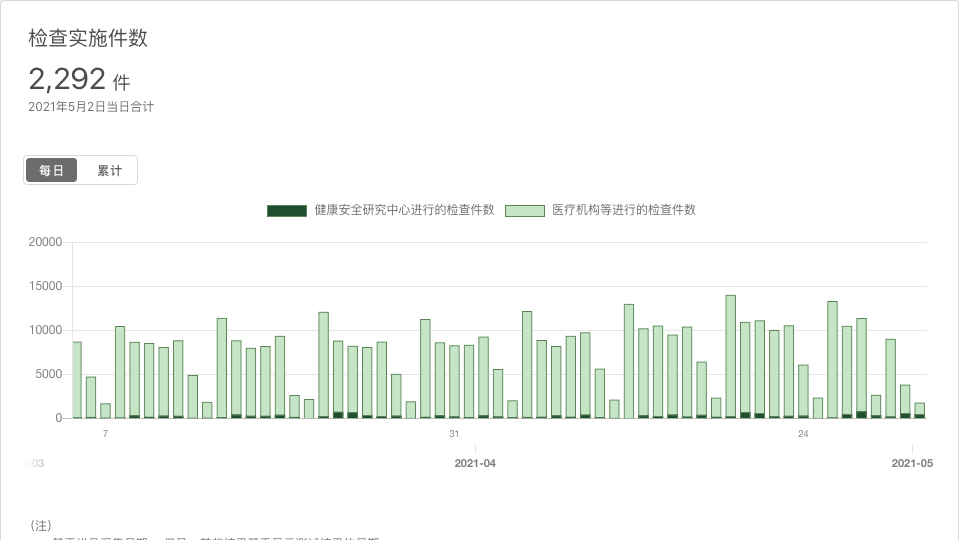 检查实施件数
2,292 件
2021年5月2日当日合计
每日 累计
健康安全研究中心进行的检查件数 医疗机构等进行的检查件数
20000
15000
10000
5000
0
7 31 24
-03 2021-04 2021-05
(注)